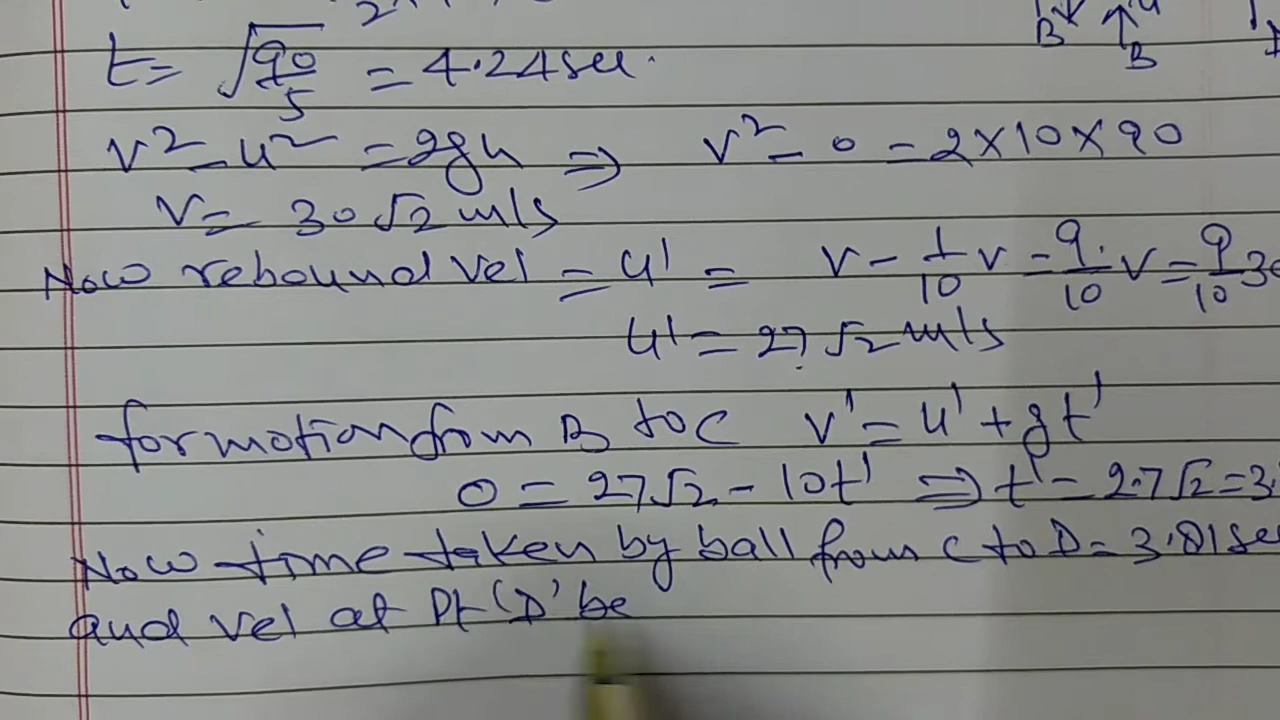 B ↓ ↑ B
t = √90/5 = 4.24 sec.
v² - u² = 2gh ⇒ v² - 0 = 2×10×90
v = 30√2 m/s
Now rebound vel = u' = v - 1/10 v = 9/10 v = 9/10 30
u' = 27√2 m/s
for motion from B to C v' = u' + gt'
0 = 27√2 - 10t' ⇒ t' = 2.7√2 = 3.
Now time taken by ball from C to D = 3.81 sec
and vel at Pt 'D' be